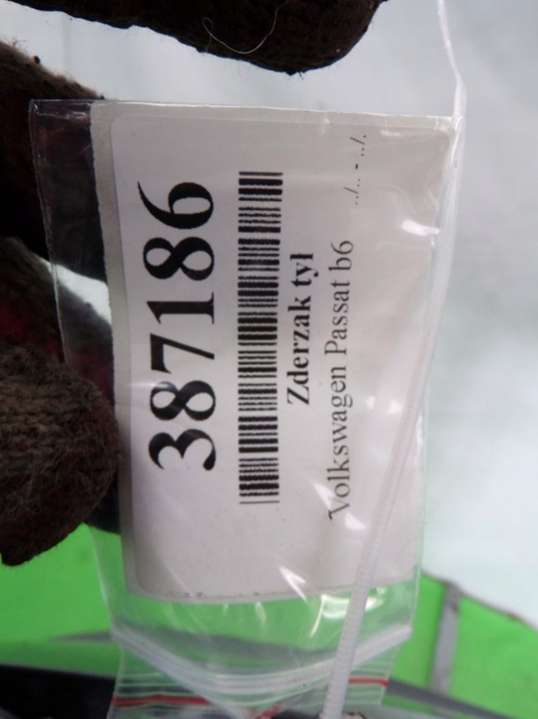 387186
Zderzak tył
Volkswagen Passat b6
../.. - ../.